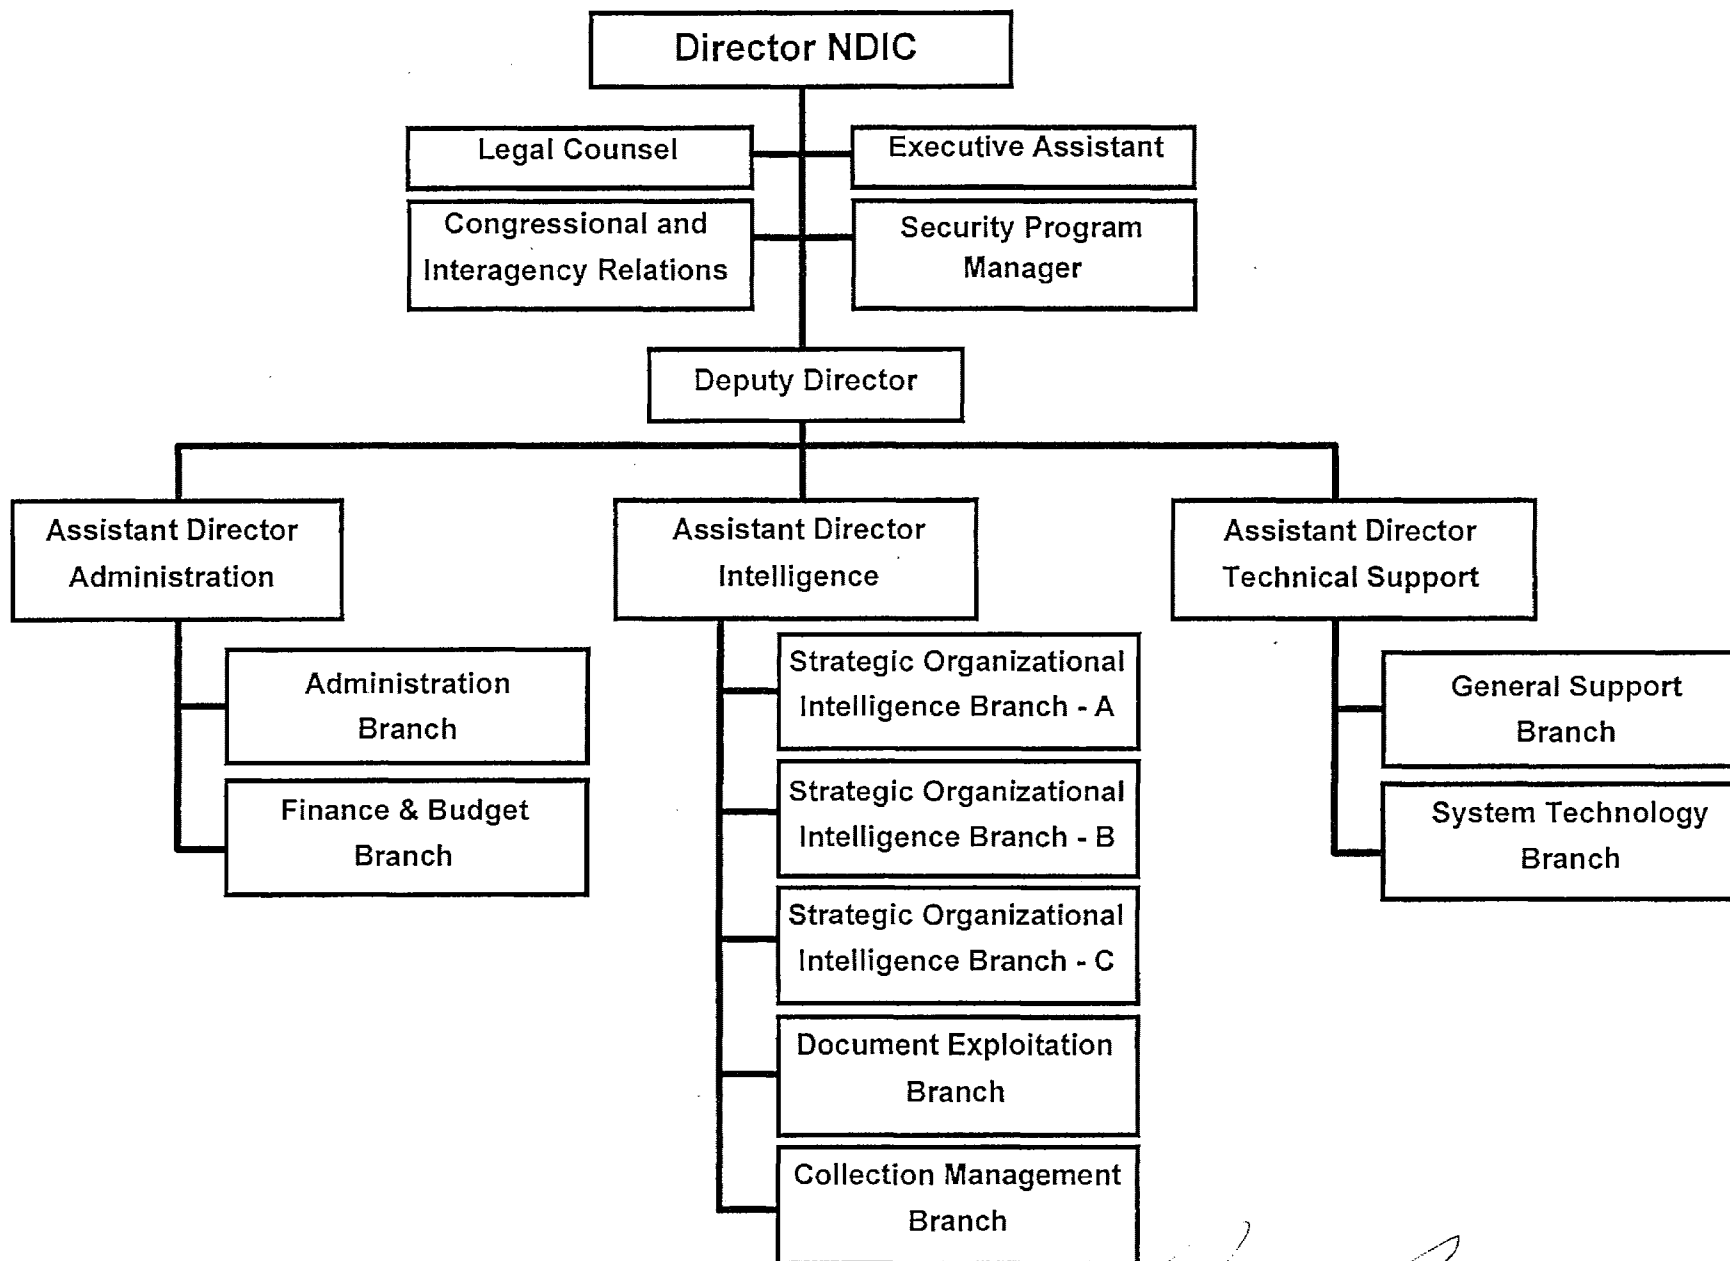 Director NDIC
Legal Counsel
Executive Assistant
Congressional and
Interagency Relations
Security Program
Manager
Deputy Director
Assistant Director
Administration
Assistant Director
Intelligence
Assistant Director
Technical Support
Administration
Branch
Finance & Budget
Branch
Strategic Organizational
Intelligence Branch - A
Strategic Organizational
Intelligence Branch - B
Strategic Organizational
Intelligence Branch - C
Document Exploitation
Branch
Collection Management
Branch
General Support
Branch
System Technology
Branch